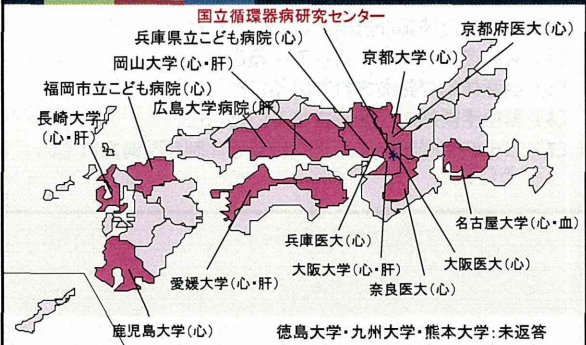 国立循環器病研究センター
兵庫県立こども病院(心)
京都府医大(心)
岡山大学(心・肝)
京都大学(心)
福岡市立こども病院(心)
広島大学病院(肝)
長崎大学
(心・肝)
名古屋大学(心・血)
兵庫医大(心)
大阪医大(心)
愛媛大学(心・肝)
大阪大学(心・肝)
奈良医大(心)
鹿児島大学(心)
徳島大学・九州大学・熊本大学:未返答